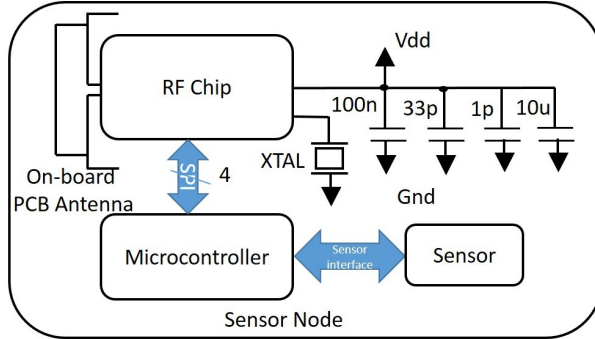 Vdd
RF Chip
100n 33p 1p 10u
XTAL
SPI 4
On-board
PCB Antenna
Gnd
Microcontroller
Sensor
interface
Sensor
Sensor Node